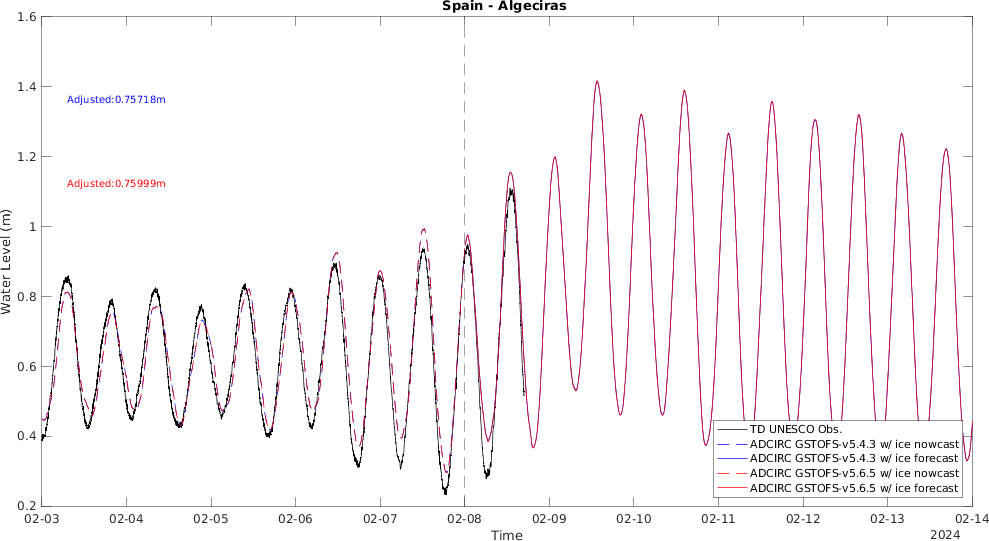 Spain - Algeciras
1.6
1.4
1.2
1
0.8
0.6
0.4
0.2
Water Level (m)
Adjusted:0.75718m
Adjusted:0.75999m
TD UNESCO Obs.
ADCIRC GSTOFS-v5.4.3 w/ ice nowcast
ADCIRC GSTOFS-v5.4.3 w/ ice forecast
ADCIRC GSTOFS-v5.6.5 w/ ice nowcast
ADCIRC GSTOFS-v5.6.5 w/ ice forecast
02-03 02-04 02-05 02-06 02-07 02-08 02-09 02-10 02-11 02-12 02-13 02-14
Time
2024